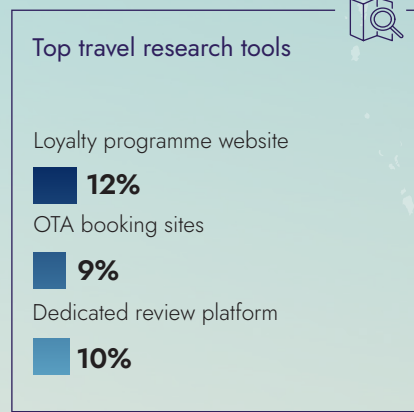 Top travel research tools
Loyalty programme website
12%
OTA booking sites
9%
Dedicated review platform
10%